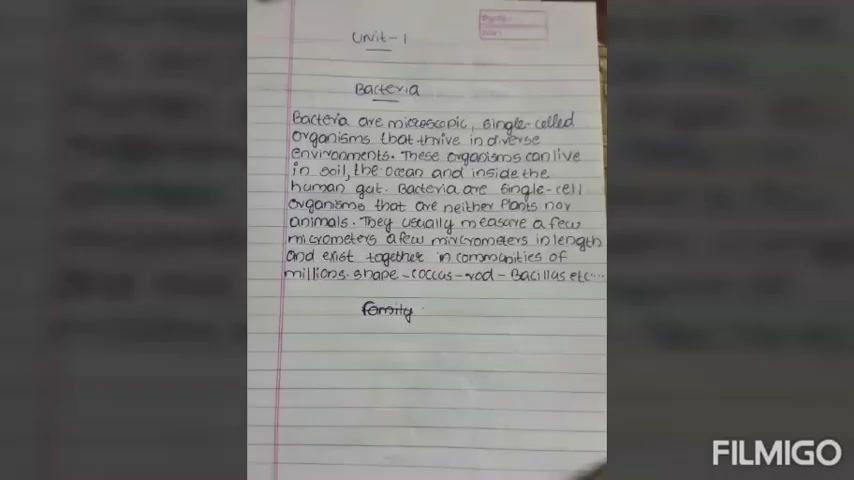 Unit-1
Bacteria
Bacteria are microscopic, single-celled
organisms that thrive in diverse
environments. These organisms can live
in soil, the ocean and inside the
human gut. Bacteria are single-cell
organisms that are neither Plants nor
animals. They usually measure a few
micrometers a few mircrometers in length
and exist together in communities of
millions. shape - coccus - rod - Bacillus etc....
family
FILMIGO